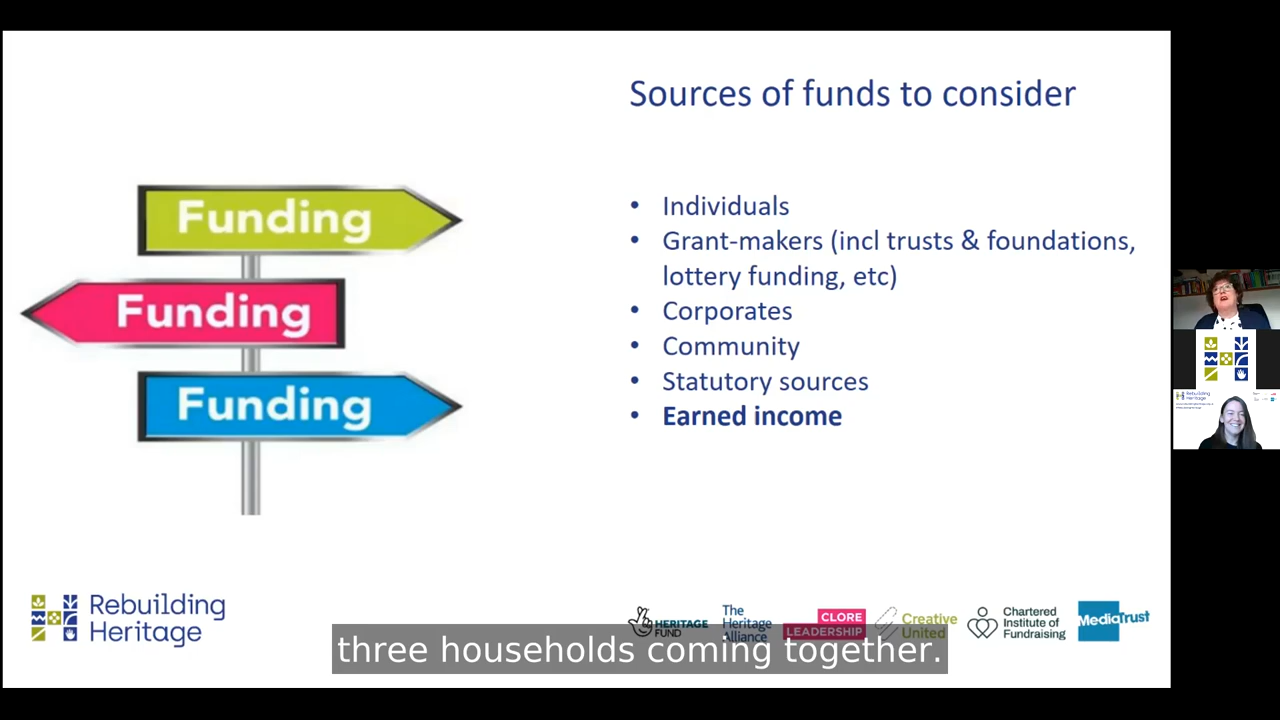 Sources of funds to consider
Funding
Funding
Funding
• Individuals
• Grant-makers (incl trusts & foundations,
lottery funding, etc)
• Corporates
• Community
• Statutory sources
• Earned income
Rebuilding
Heritage
HERITAGE
FUND
The
Heritage
Alliance
CLORE
LEADERSHIP
Creative
United
Chartered
Institute of
Fundraising
MediaTrust
three households coming together.
Rebuilding
Heritage